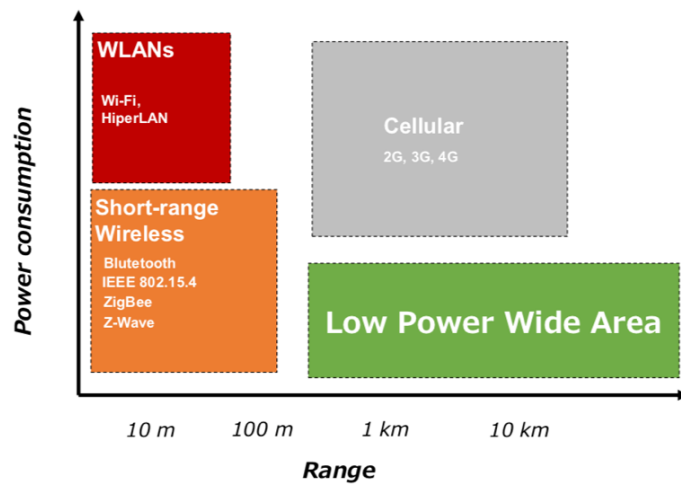 WLANs
Wi-Fi,
HiperLAN
Cellular
2G, 3G, 4G
Short-range
Wireless
Blutetooth
IEEE 802.15.4
ZigBee
Z-Wave
Low Power Wide Area
Power consumption
10 m
100 m
1 km
10 km
Range